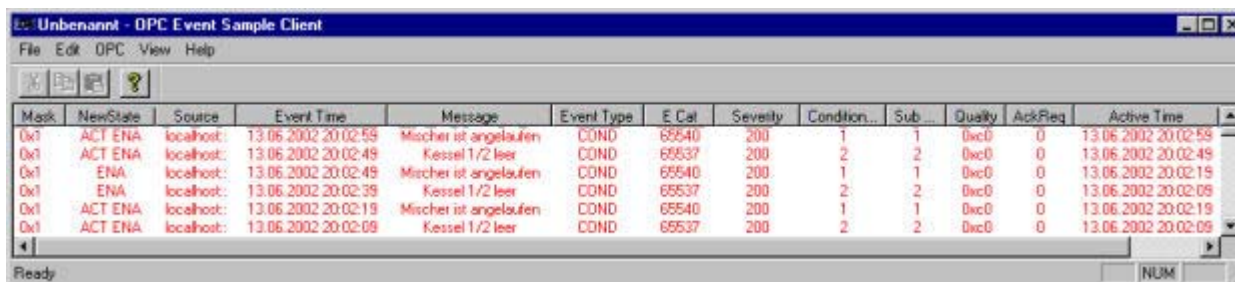 Unbenannt - OPC Event Sample Client
File Edit OPC View Help
Mask NewState Source Event Time Message Event Type E Cat Severity Condition... Sub ... Quality AckReq Active Time
0x1 ACT ENA localhost:: 13.06.2002 20:02:59 Mischer ist angelaufen COND 65540 200 1 1 0xc0 0 13.06.2002 20:02:59
0x1 ACT ENA localhost:: 13.06.2002 20:02:49 Kessel 1/2 leer COND 65537 200 2 2 0xc0 0 13.06.2002 20:02:49
0x1 ENA localhost:: 13.06.2002 20:02:49 Mischer ist angelaufen COND 65540 200 1 1 0xc0 0 13.06.2002 20:02:19
0x1 ENA localhost:: 13.06.2002 20:02:39 Kessel 1/2 leer COND 65537 200 2 2 0xc0 0 13.06.2002 20:02:09
0x1 ACT ENA localhost:: 13.06.2002 20:02:19 Mischer ist angelaufen COND 65540 200 1 1 0xc0 0 13.06.2002 20:02:19
0x1 ACT ENA localhost:: 13.06.2002 20:02:09 Kessel 1/2 leer COND 65537 200 2 2 0xc0 0 13.06.2002 20:02:09
Ready NUM